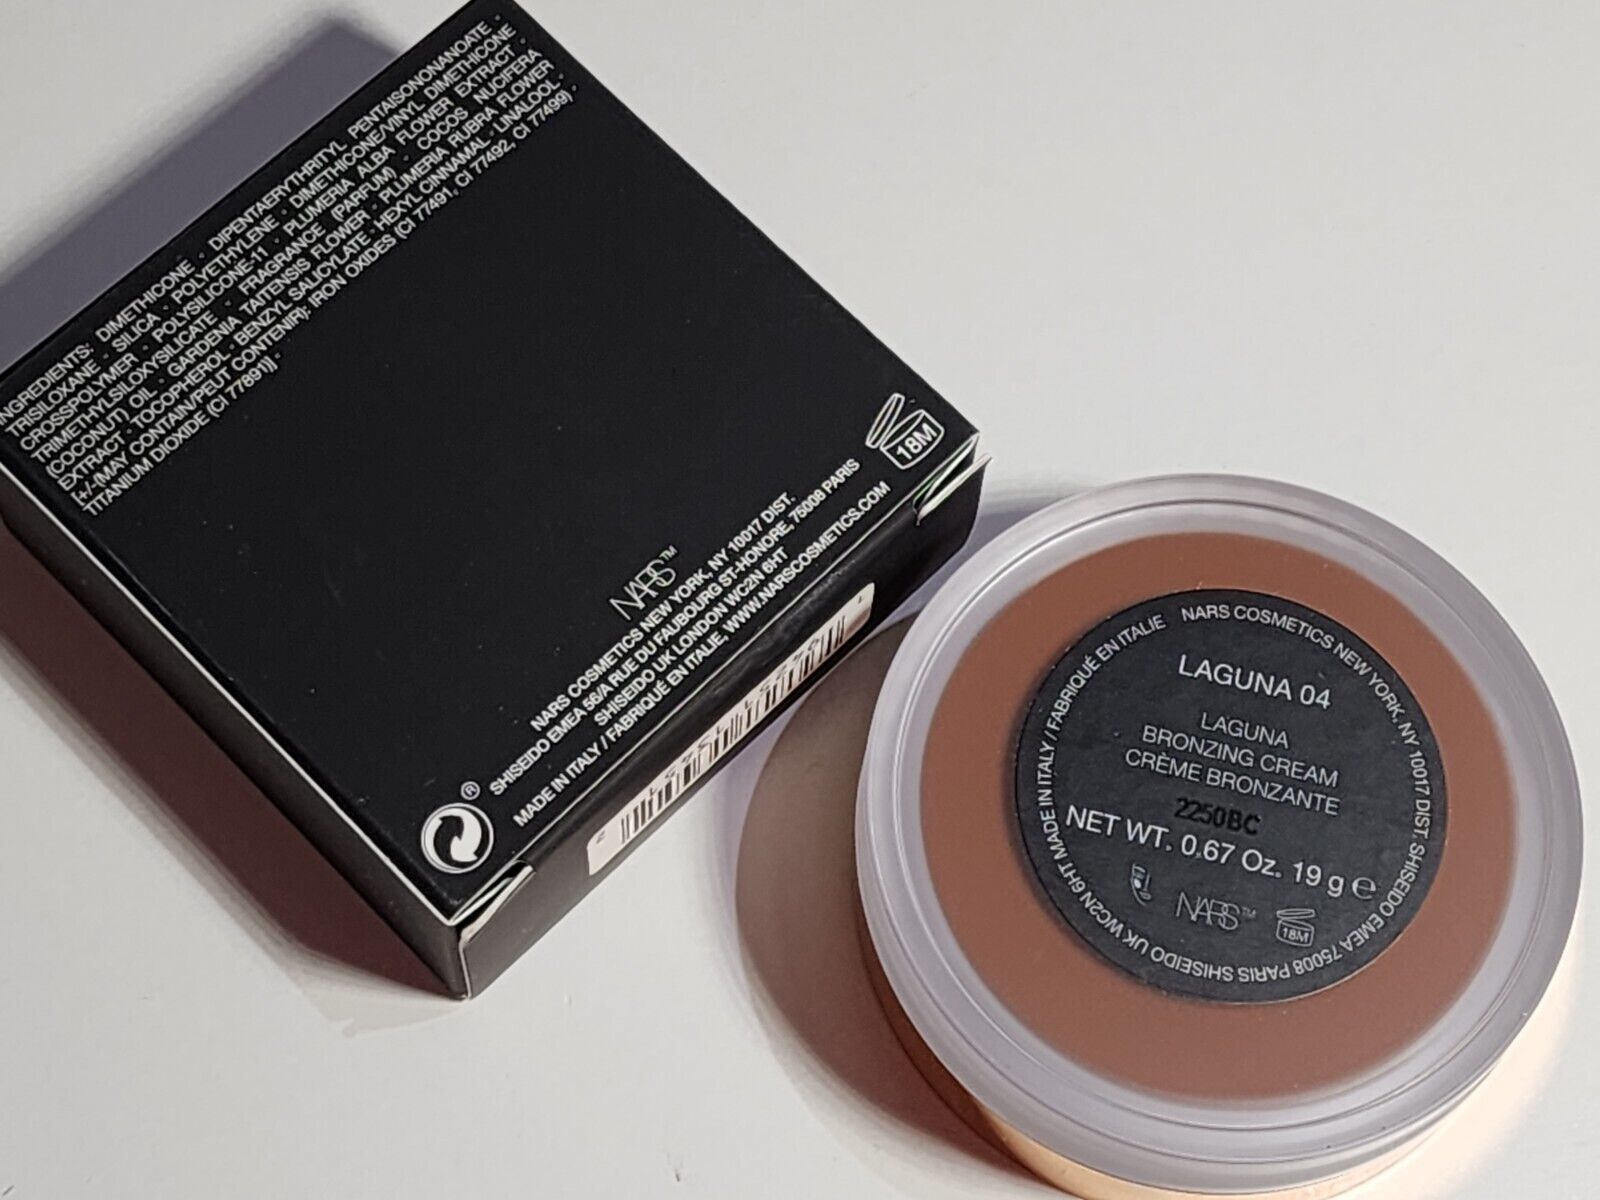 INGREDIENTS: DIMETHICONE · DIPENTAERYTHRITYL PENTAISONONANOATE ·
TRISILOXANE · SILICA · POLYETHYLENE · DIMETHICONE/VINYL DIMETHICONE
CROSSPOLYMER · POLYSILICONE-11 · PLUMERIA ALBA FLOWER EXTRACT ·
TRIMETHYLSILOXYSILICATE · FRAGRANCE (PARFUM) · COCOS NUCIFERA
(COCONUT) OIL · GARDENIA TAITENSIS FLOWER · PLUMERIA RUBRA FLOWER
EXTRACT · TOCOPHEROL · BENZYL SALICYLATE · HEXYL CINNAMAL · LINALOOL ·
[+/-(MAY CONTAIN/PEUT CONTENIR): IRON OXIDES (CI 77491, CI 77492, CI 77499) ·
TITANIUM DIOXIDE (CI 77891)] ·
18M
NARS™
NARS COSMETICS NEW YORK, NY 10017 DIST.
SHISEIDO EMEA 56/A RUE DU FAUBOURG ST-HONORE, 75008 PARIS
SHISEIDO UK LONDON WC2N 6HT
MADE IN ITALY / FABRIQUÉ EN ITALIE, WWW.NARSCOSMETICS.COM
®
NARS COSMETICS NEW YORK, NY 10017 DIST. SHISEIDO EMEA 75008 PARIS SHISEIDO UK WC2N 6HT MADE IN ITALY / FABRIQUÉ EN ITALIE
LAGUNA 04
LAGUNA
BRONZING CREAM
CRÈME BRONZANTE
2250BC
NET WT. 0.67 Oz. 19 g ℮
NARS™
18M